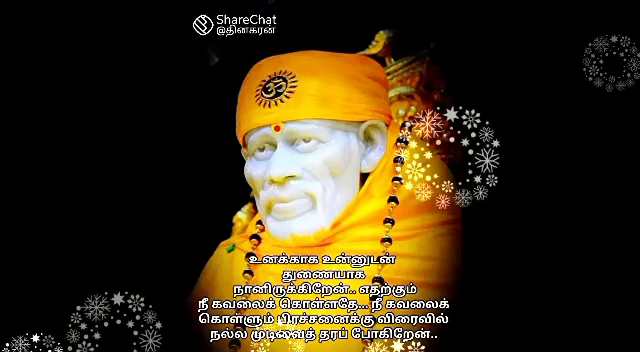 ShareChat
@தினகரன்
ௐ
உனக்காக உன்னுடன்
துணையாக
நானிருக்கிறேன்.. எதற்கும்
நீ கவலைக் கொள்ளதே... நீ கவலைக்
கொள்ளும் பிரச்சனைக்கு விரைவில்
நல்ல முடிவைத் தரப் போகிறேன்..